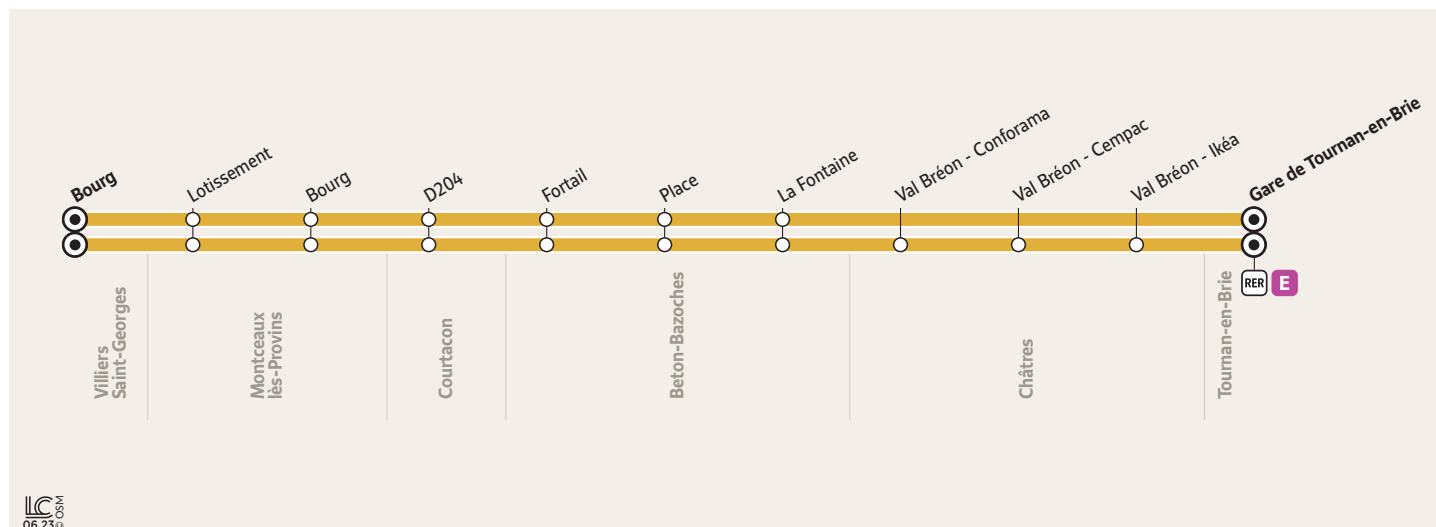 Bourg
Lotissement
Bourg
D204
Fortail
Place
La Fontaine
Val Bréon - Conforama
Val Bréon - Cempac
Val Bréon - Ikéa
Gare de Tournan-en-Brie
RER E
Villiers
Saint-Georges
Montceaux
lès-Provins
Courtacon
Beton-Bazoches
Châtres
Tournan-en-Brie
LC
06.23
© OSM